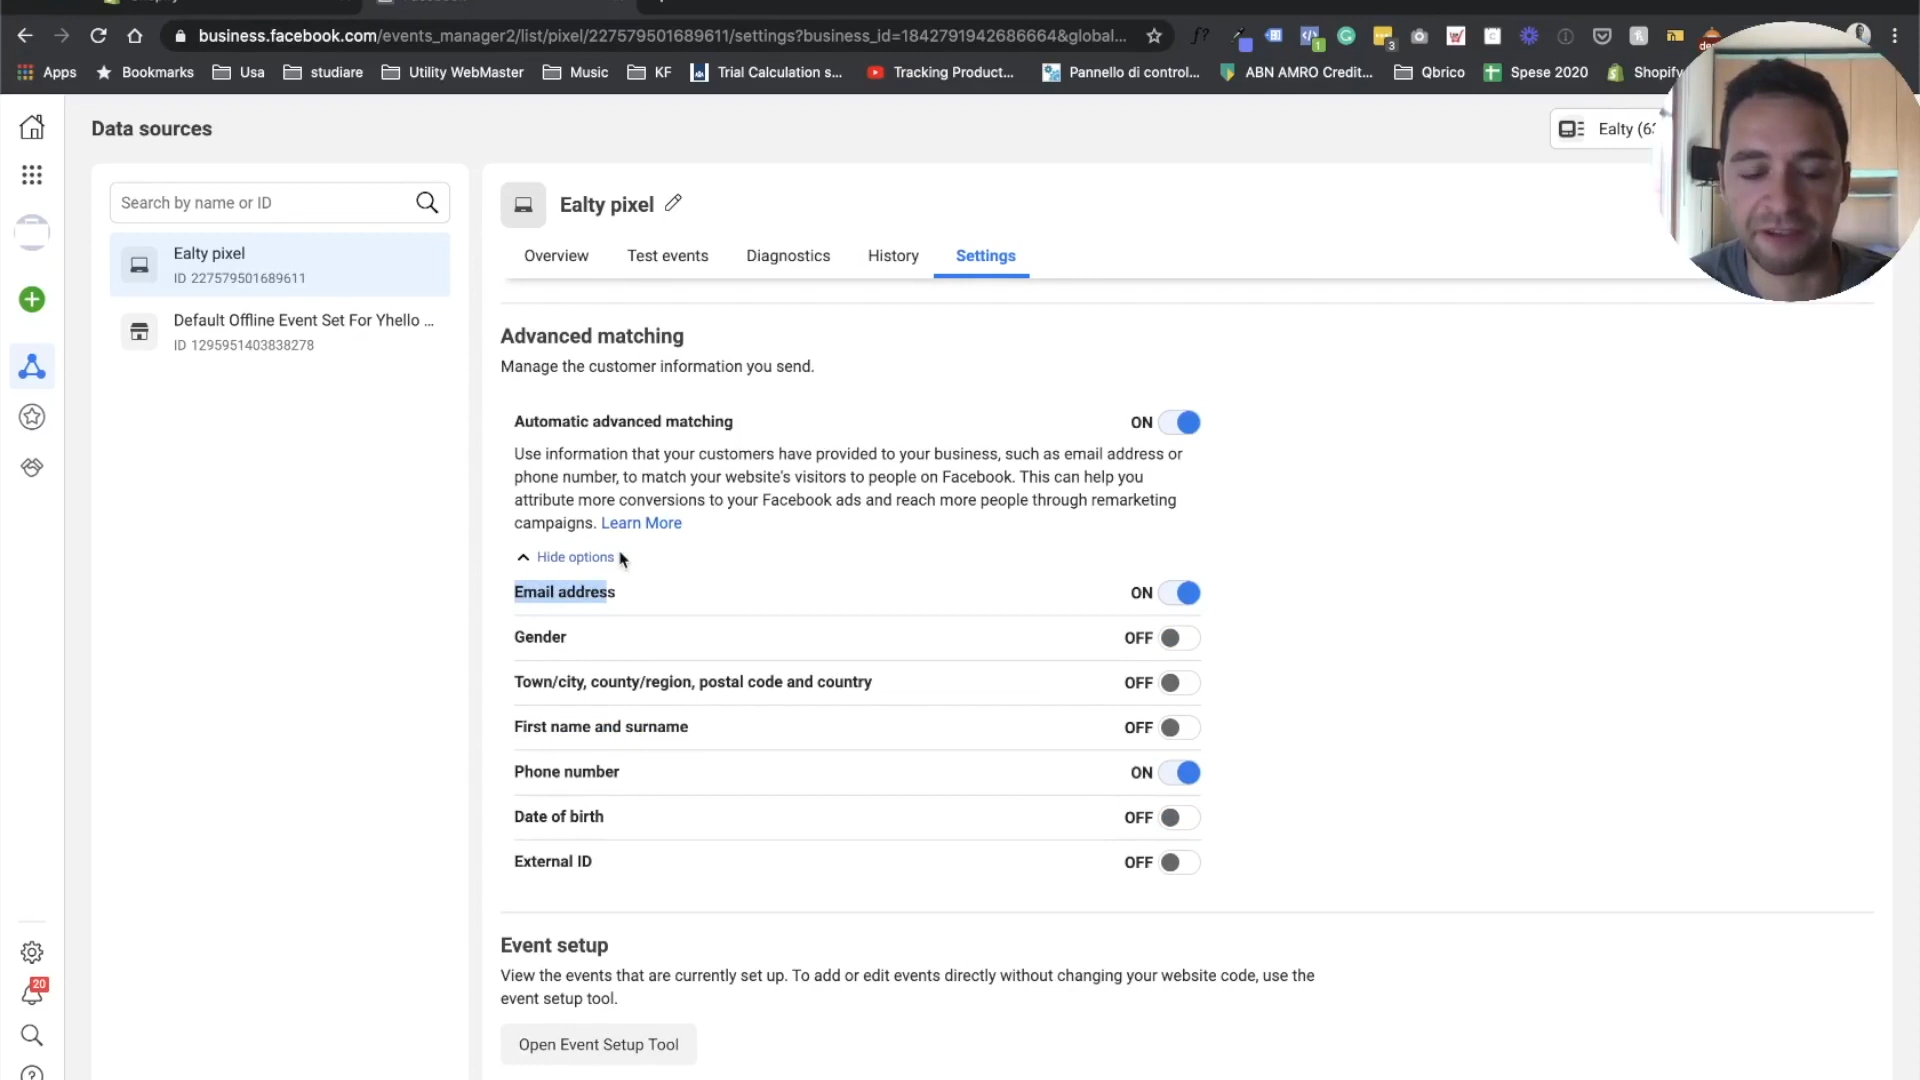 business.facebook.com/events_manager2/list/pixel/227579501689611/settings?business_id=1842791942686664&global...
Apps
Bookmarks
Usa
studiare
Utility WebMaster
Music
KF
Trial Calculation s...
Tracking Product...
Pannello di control...
ABN AMRO Credit...
Qbrico
Spese 2020
Shopify
Data sources
Ealty (63
Search by name or ID
Ealty pixel
ID 227579501689611
Default Offline Event Set For Yhello ...
ID 1295951403838278
Ealty pixel
Overview
Test events
Diagnostics
History
Settings
Advanced matching
Manage the customer information you send.
Automatic advanced matching
ON
Use information that your customers have provided to your business, such as email address or
phone number, to match your website's visitors to people on Facebook. This can help you
attribute more conversions to your Facebook ads and reach more people through remarketing
campaigns. Learn More
Hide options
Email address
ON
Gender
OFF
Town/city, county/region, postal code and country
OFF
First name and surname
OFF
Phone number
ON
Date of birth
OFF
External ID
OFF
Event setup
View the events that are currently set up. To add or edit events directly without changing your website code, use the
event setup tool.
Open Event Setup Tool
20